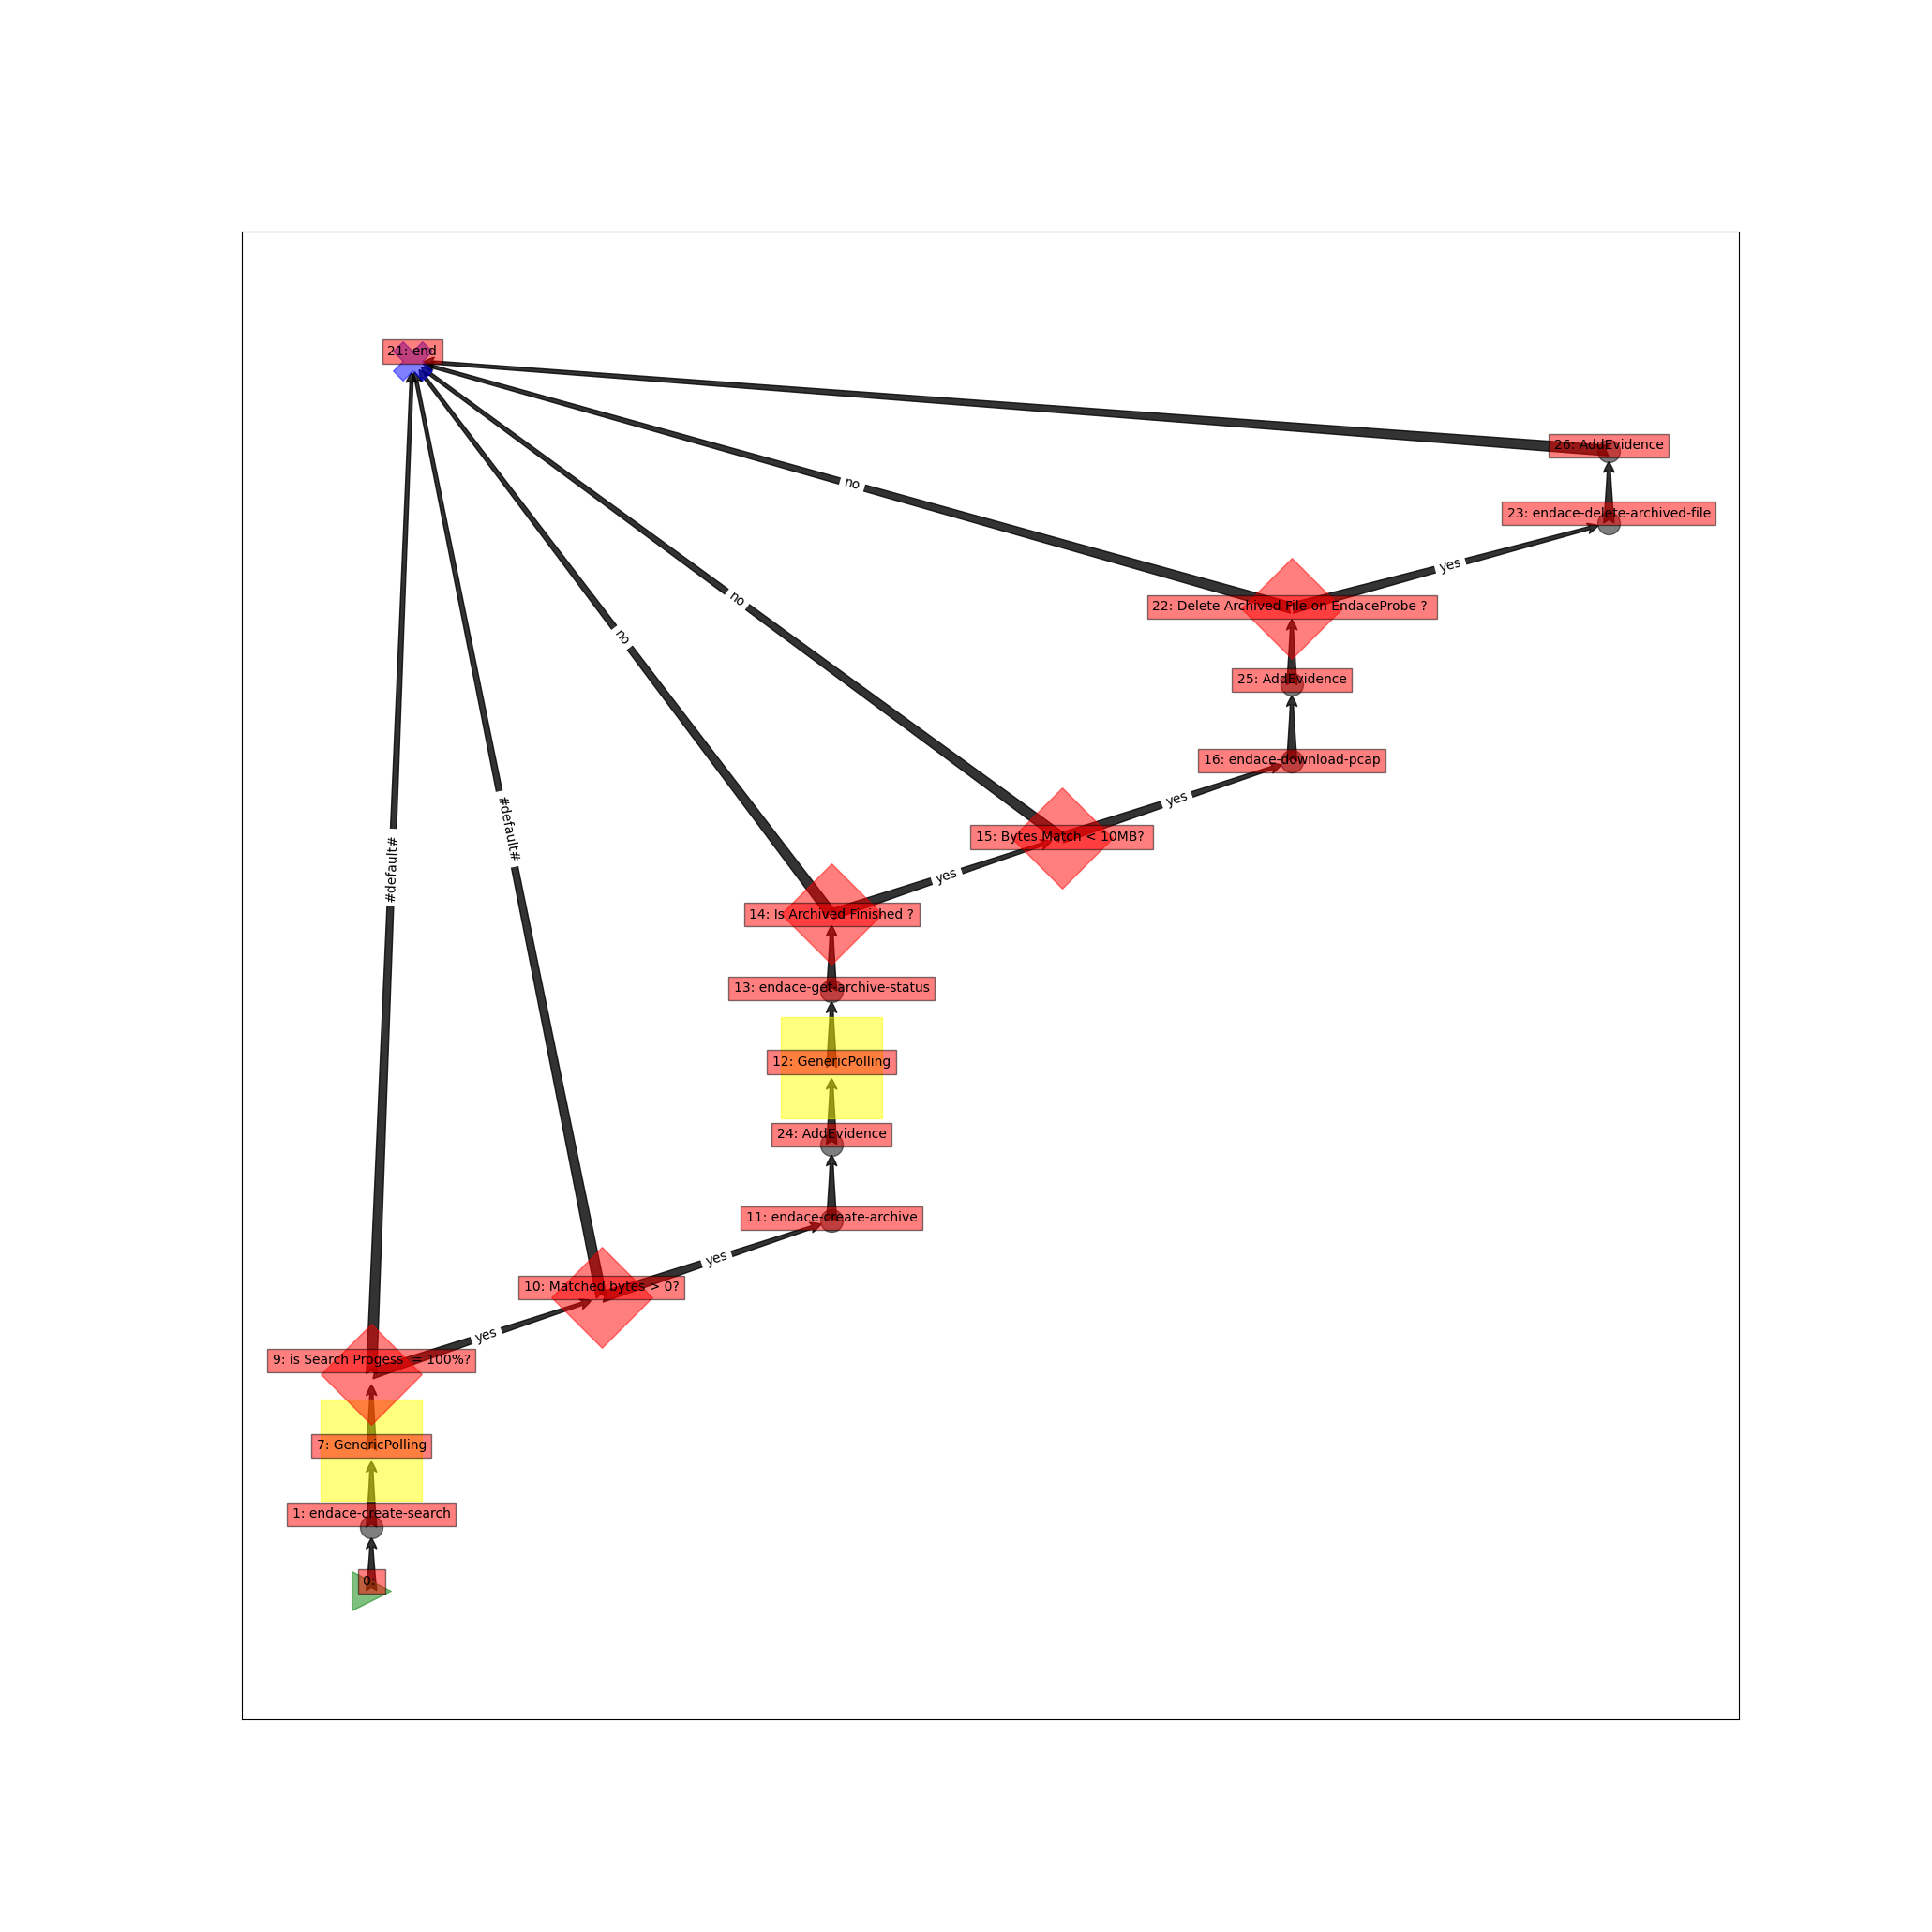 21: end
26: AddEvidence
no
23: endace-delete-archived-file
yes
no
22: Delete Archived File on EndaceProbe ?
no
25: AddEvidence
16: endace-download-pcap
yes
#default#
15: Bytes Match < 10MB?
#default#
yes
14: Is Archived Finished ?
13: endace-get-archive-status
12: GenericPolling
24: AddEvidence
11: endace-create-archive
yes
10: Matched bytes > 0?
yes
9: is Search Progess  = 100%?
7: GenericPolling
1: endace-create-search
0: